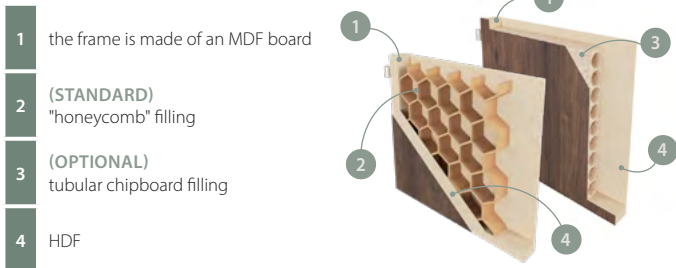 1 the frame is made of an MDF board
2 (STANDARD)
"honeycomb" filling
3 (OPTIONAL)
tubular chipboard filling
4 HDF
1
2
4
1
3
4